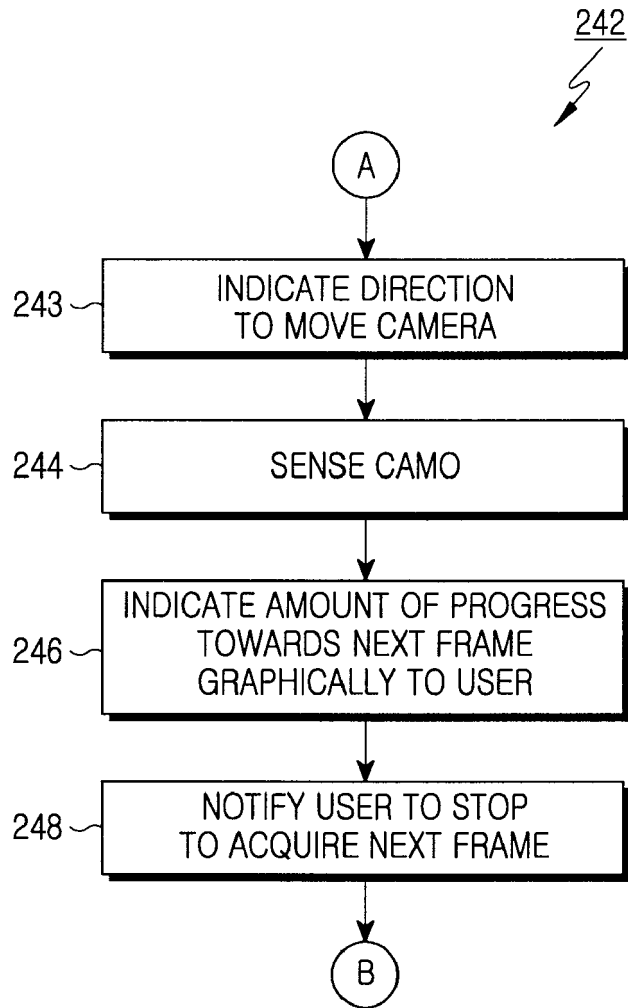 242
A
243
INDICATE DIRECTION
TO MOVE CAMERA
244
SENSE CAMO
246
INDICATE AMOUNT OF PROGRESS
TOWARDS NEXT FRAME
GRAPHICALLY TO USER
248
NOTIFY USER TO STOP
TO ACQUIRE NEXT FRAME
B